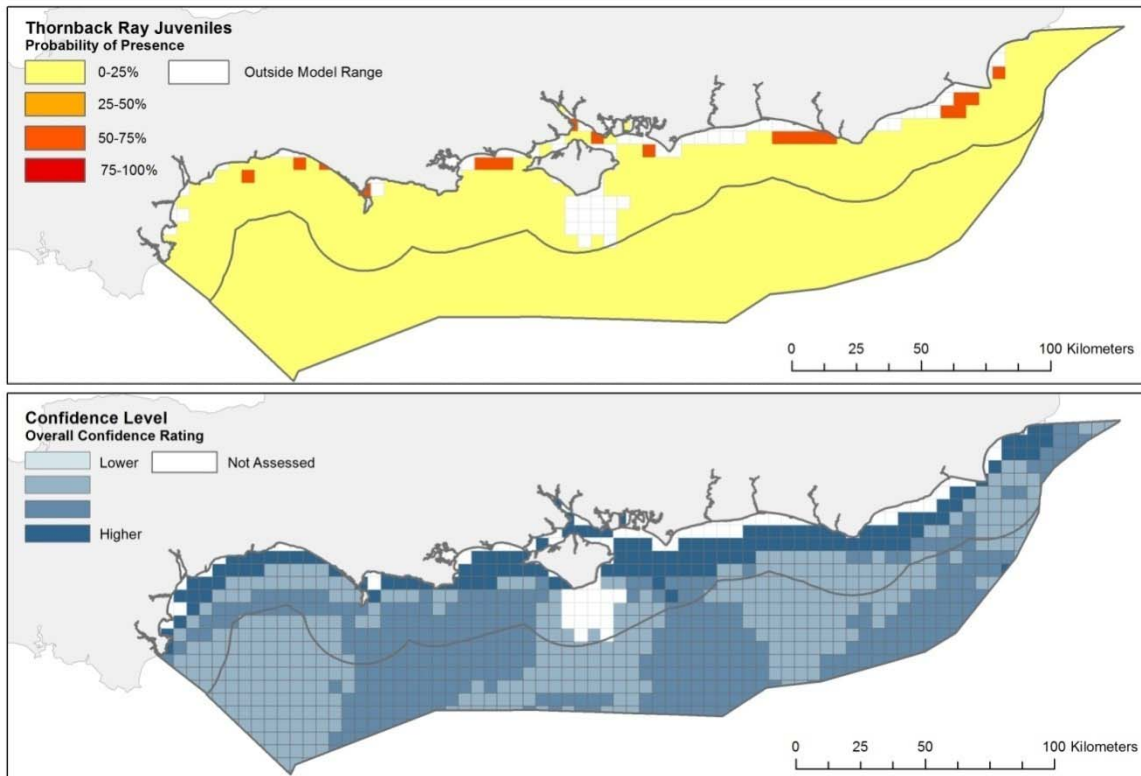 Thornback Ray Juveniles
Probability of Presence
0-25% Outside Model Range
25-50%
50-75%
75-100%
0 25 50 100 Kilometers
Confidence Level
Overall Confidence Rating
Lower Not Assessed
Higher
0 25 50 100 Kilometers